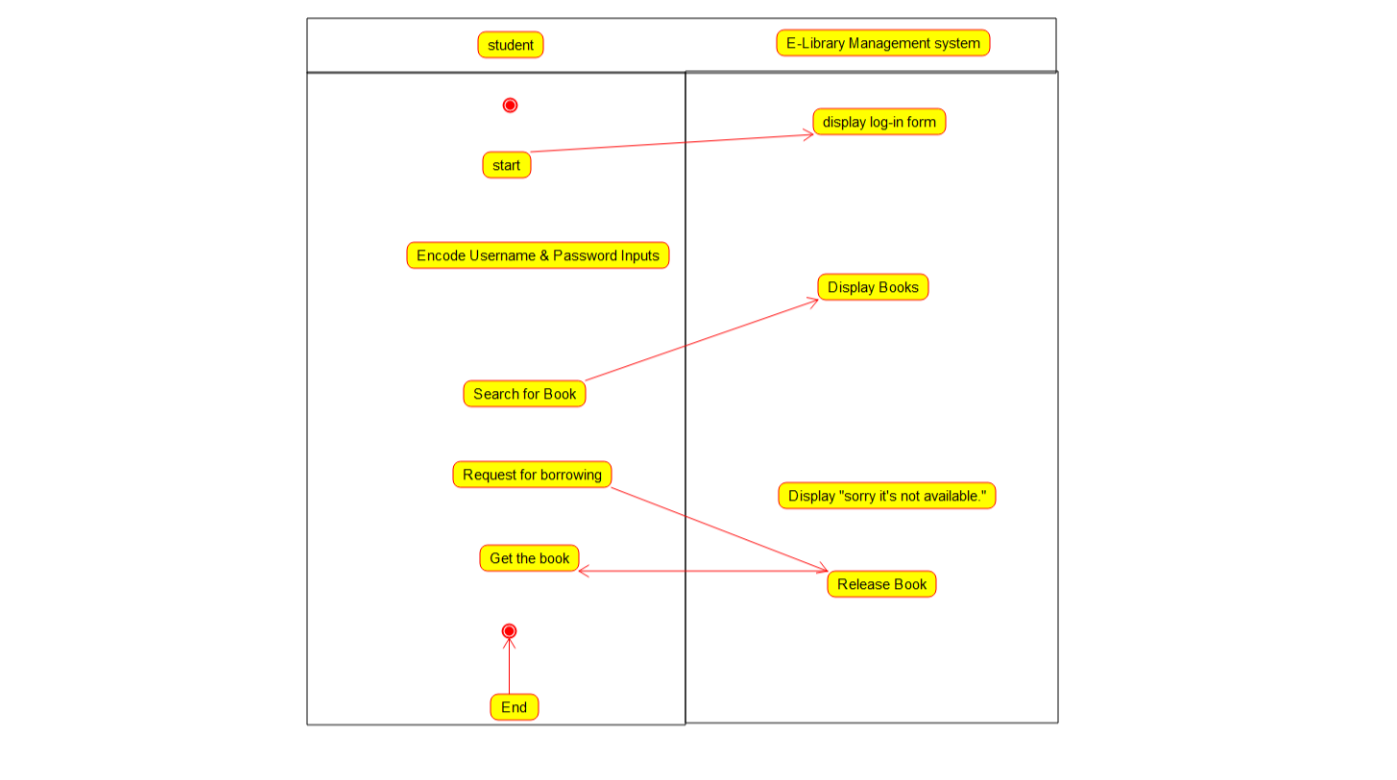 student
E-Library Management system
display log-in form
start
Encode Username & Password Inputs
Display Books
Search for Book
Request for borrowing
Display "sorry it's not available."
Get the book
Release Book
End